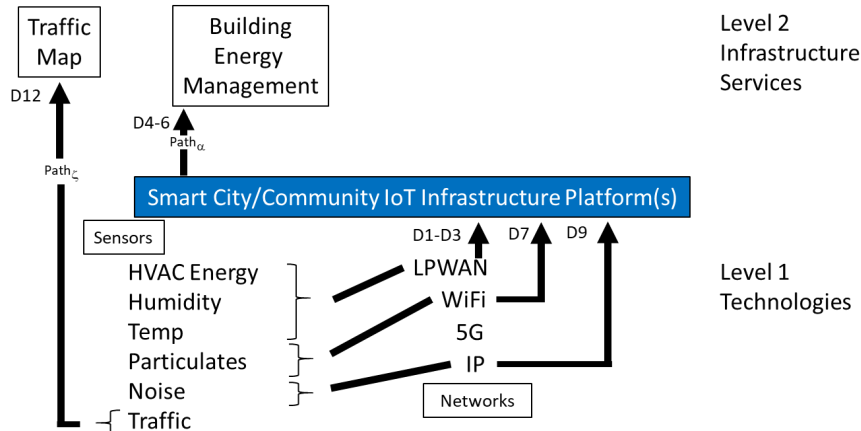 Traffic
Map
Building
Energy
Management
Level 2
Infrastructure
Services
D12
D4-6
Pathα
Pathζ
Smart City/Community IoT Infrastructure Platform(s)
Sensors
D1-D3
D7
D9
HVAC Energy
LPWAN
Level 1
Technologies
Humidity
WiFi
Temp
5G
Particulates
IP
Noise
Networks
Traffic